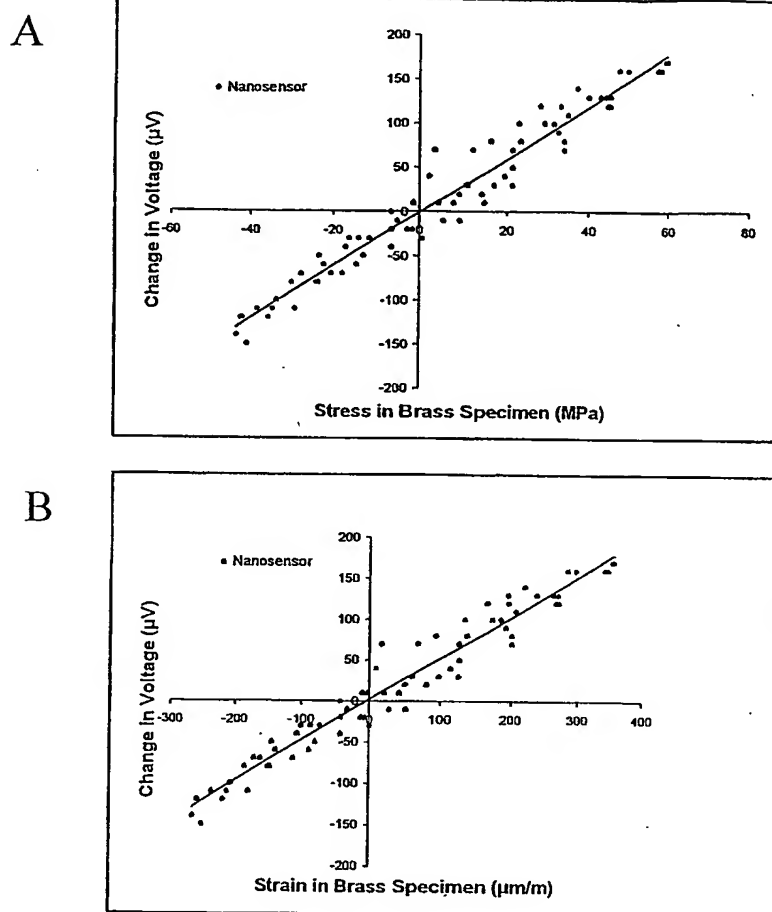 A
200
150
Nanosensor
100
50
0
-60 -40 -20 0 20 40 60 80
-50
-100
-150
-200
Change In Voltage (µV)
Stress in Brass Specimen (MPa)
B
200
150
Nanosensor
100
50
0
-300 -200 -100 0 100 200 300 400
-50
-100
-150
-200
Change In Voltage (µV)
Strain in Brass Specimen (µm/m)